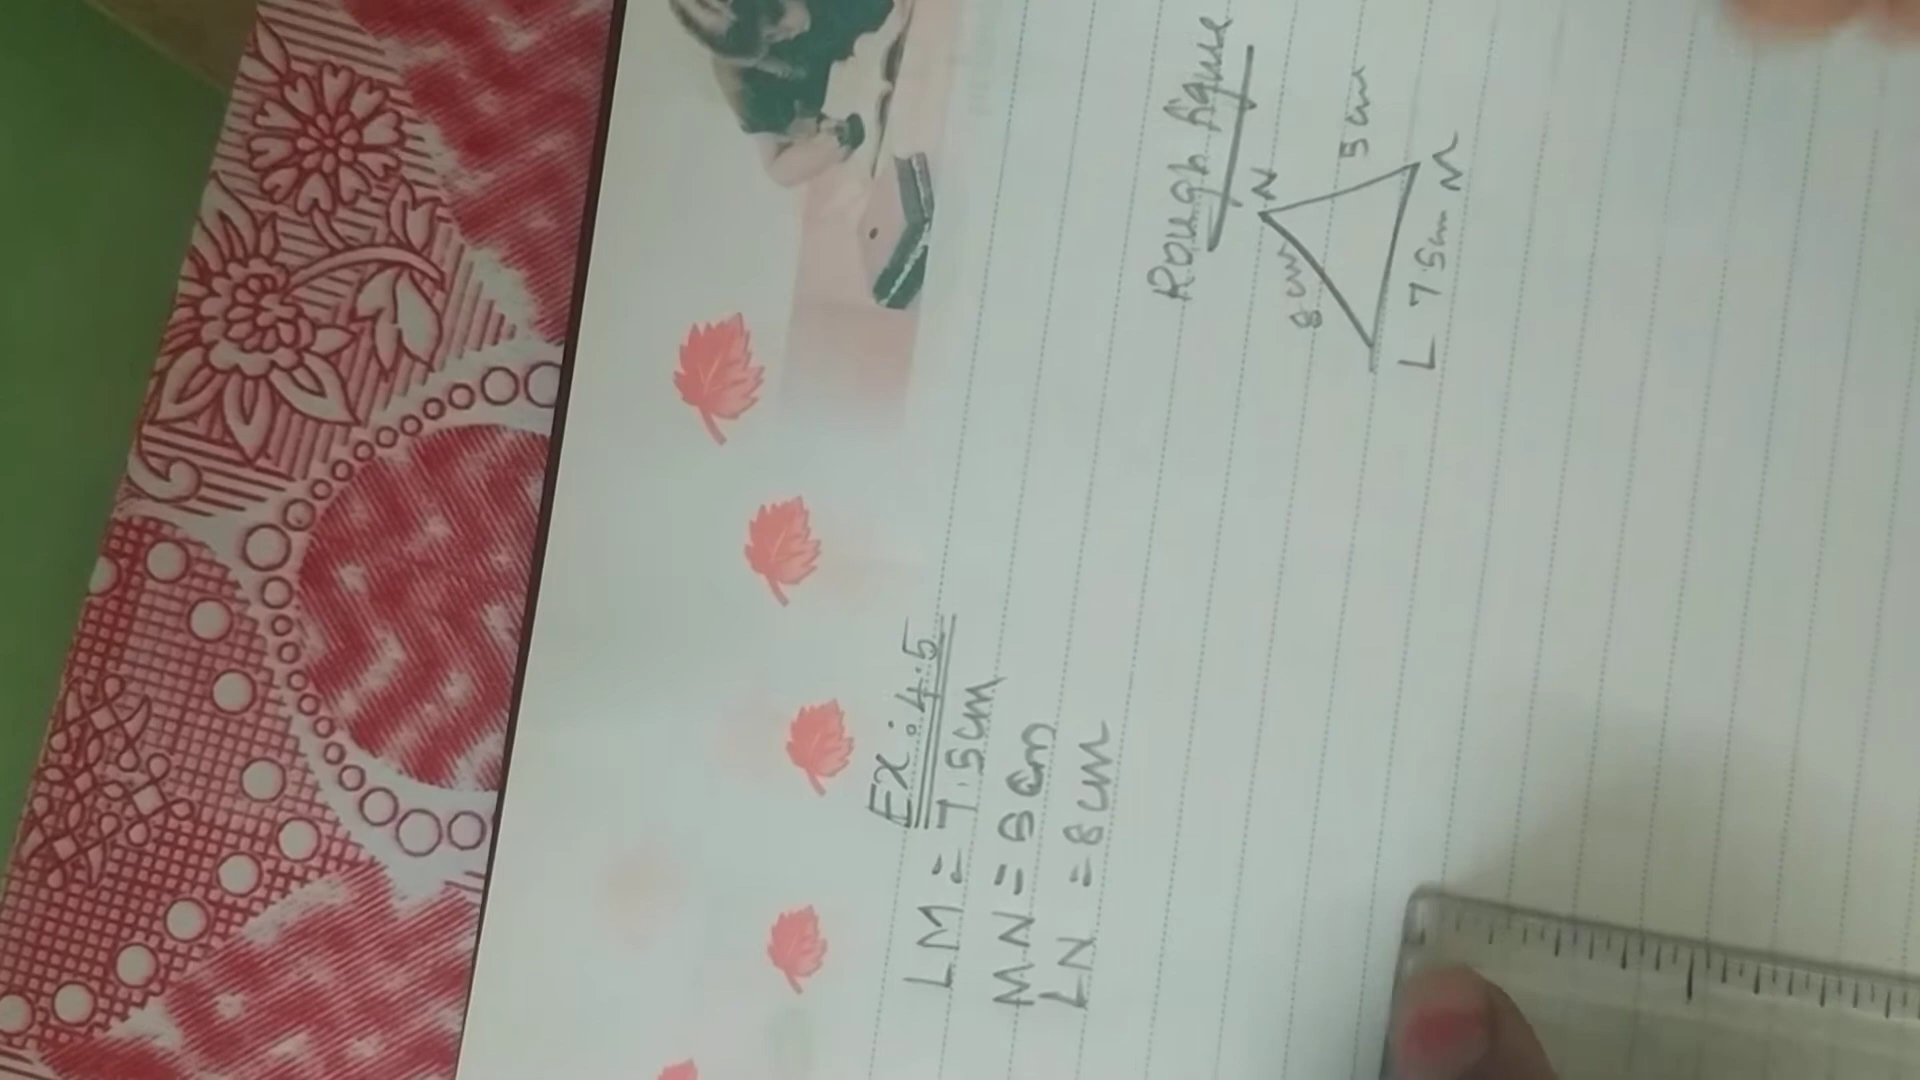 EX: 4.5
LM = 7.5cm
MN = 5cm
LN = 8cm
Rough figure
N
8cm
5cm
L 7.5cm M